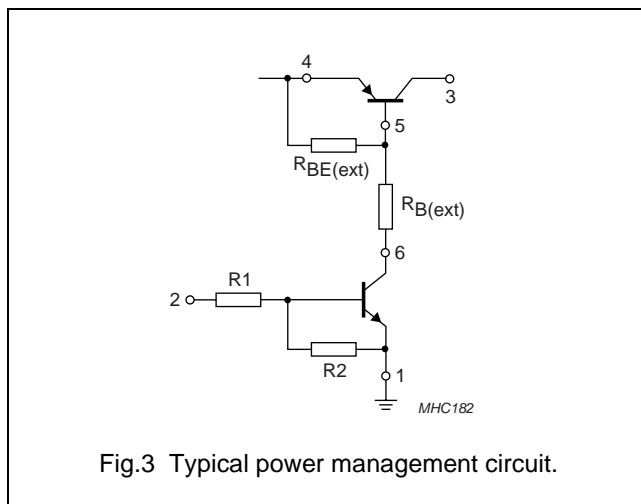 4
3
5
RBE(ext)
RB(ext)
6
R1
2
R2
1
MHC182
Fig.3 Typical power management circuit.